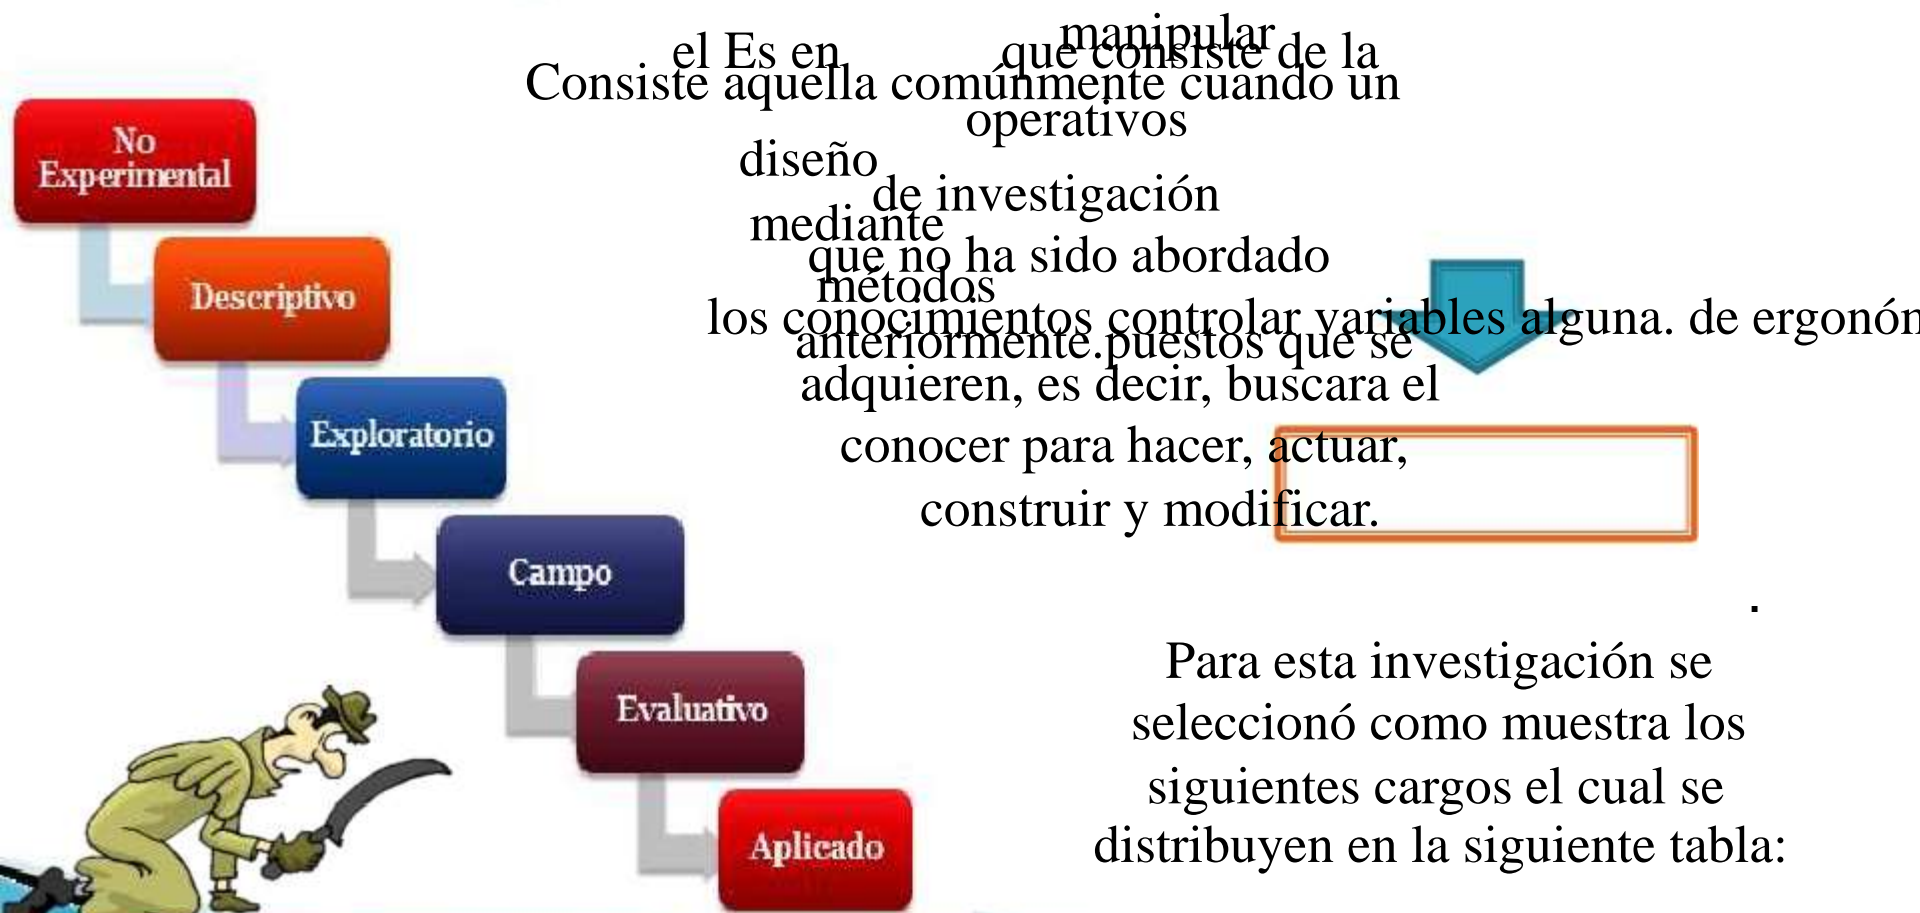 No
Experimental
Descriptivo
Exploratorio
Campo
Evaluativo
Aplicado
manipular
el Es en que consiste de la
Consiste aquella comúnmente cuando un
operativos
diseño
de investigación
mediante
que no ha sido abordado
métodos
los conocimientos controlar variables alguna. de ergonóm
anteriormente.puestos que se
adquieren, es decir, buscara el
conocer para hacer, actuar,
construir y modificar.
.
Para esta investigación se
seleccionó como muestra los
siguientes cargos el cual se
distribuyen en la siguiente tabla: